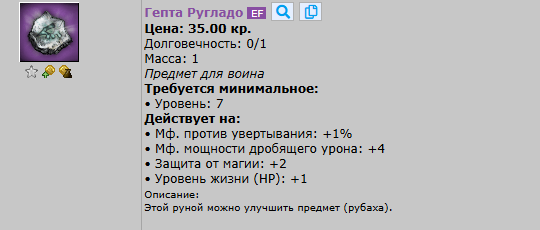 Гепта Ругладо EF
Цена: 35.00 кр.
Долговечность: 0/1
Масса: 1
Предмет для воина
Требуется минимальное:
• Уровень: 7
Действует на:
• Мф. против увертывания: +1%
• Мф. мощности дробящего урона: +4
• Защита от магии: +2
• Уровень жизни (HP): +1
Описание:
Этой руной можно улучшить предмет (рубаха).